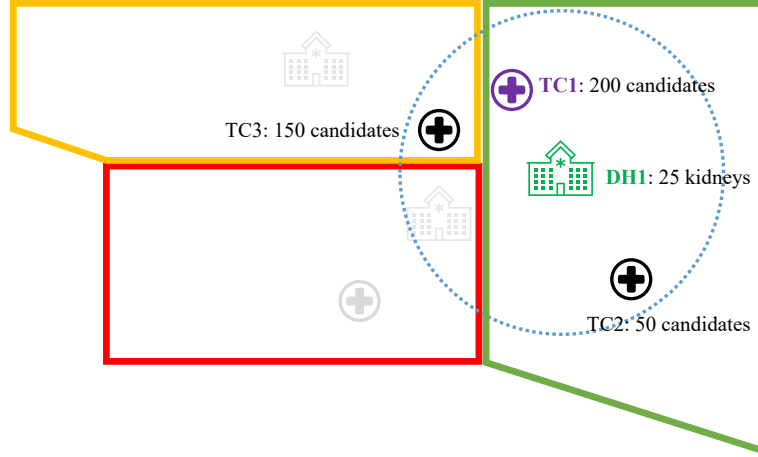 TC1: 200 candidates
TC3: 150 candidates
DH1: 25 kidneys
TC2: 50 candidates